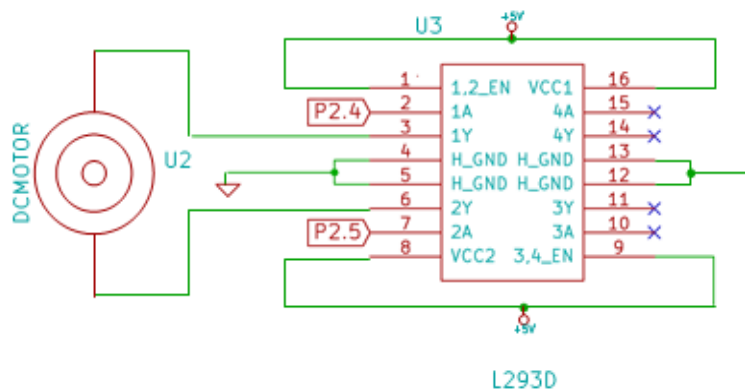 +5V
U3
1 1,2_EN VCC1 16
P2.4 2 1A 4A 15
3 1Y 4Y 14
DCMOTOR
U2
4 H_GND H_GND 13
5 H_GND H_GND 12
6 2Y 3Y 11
P2.5 7 2A 3A 10
8 VCC2 3,4_EN 9
+5V
L293D